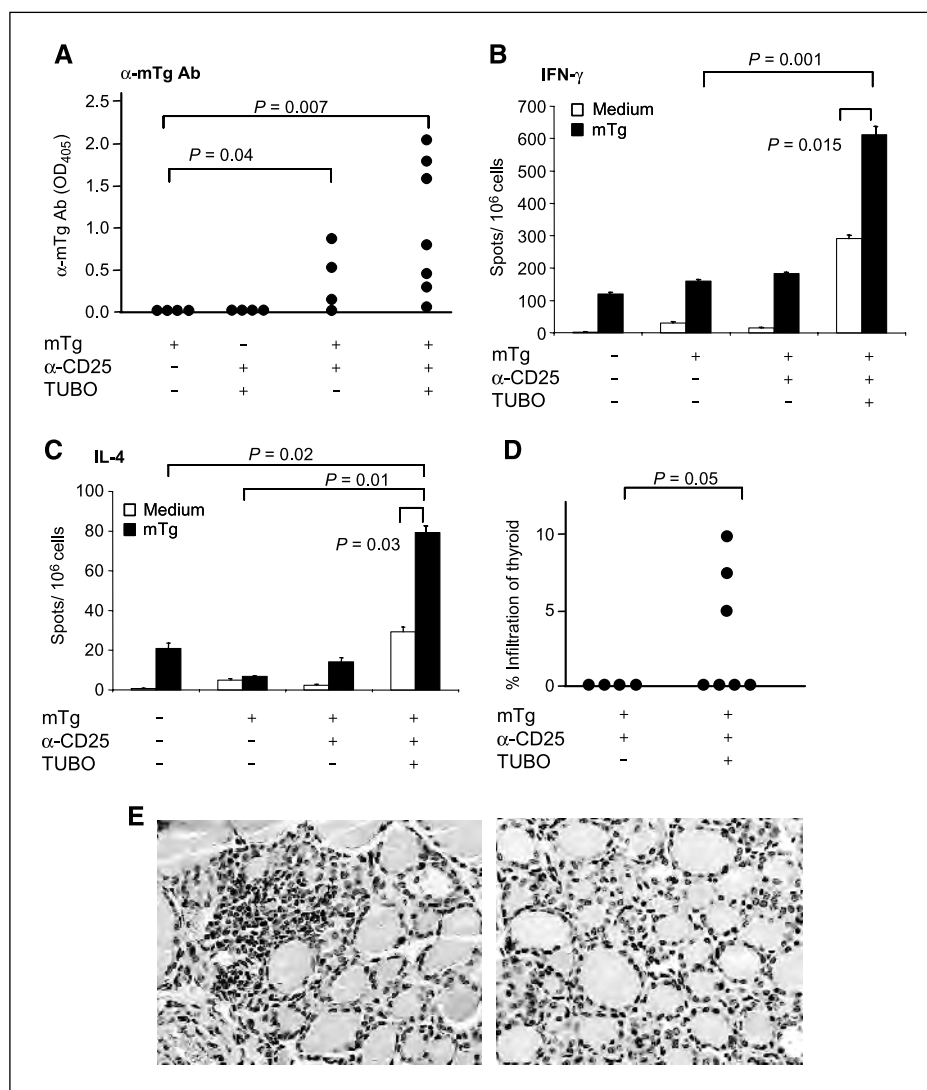 A
α-mTg Ab
α-mTg Ab (OD405)
2.5
2.0
1.5
1.0
0.5
0.0
P = 0.007
P = 0.04
mTg + - + +
α-CD25 - + + +
TUBO - + - +
B
IFN-γ
P = 0.001
Medium
mTg
P = 0.015
Spots/ 10⁶ cells
700
600
500
400
300
200
100
0
mTg - + + +
α-CD25 - - + +
TUBO - - - +
C
IL-4
P = 0.02
P = 0.01
Medium
mTg
P = 0.03
Spots/ 10⁶ cells
100
80
60
40
20
0
mTg - + + +
α-CD25 - - + +
TUBO - - - +
D
P = 0.05
% Infiltration of thyroid
10
5
0
mTg + +
α-CD25 + +
TUBO - +
E